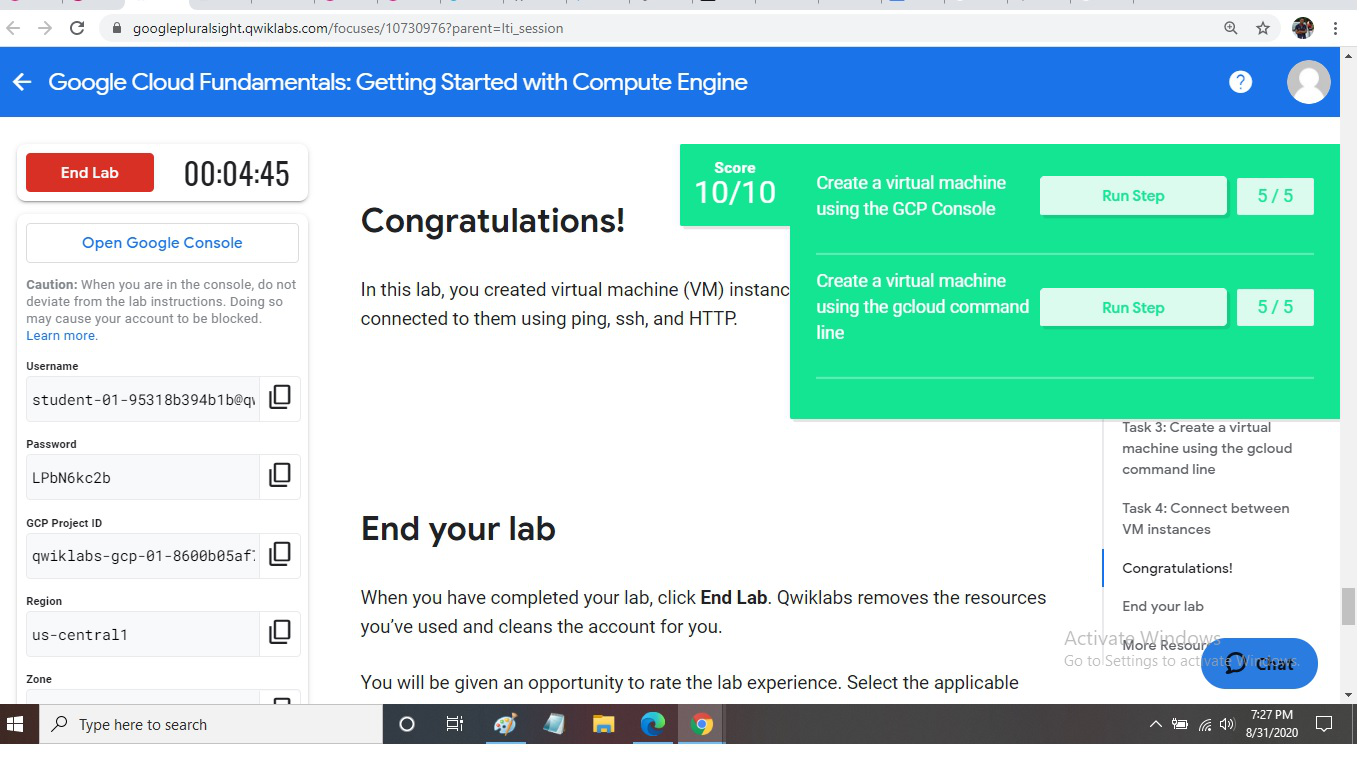 googlepluralsight.qwiklabs.com/focuses/10730976?parent=lti_session
Google Cloud Fundamentals: Getting Started with Compute Engine
?
End Lab
00:04:45
Open Google Console
Caution: When you are in the console, do not
deviate from the lab instructions. Doing so
may cause your account to be blocked.
Learn more.
Username
student-01-95318b394b1b@
Password
LPbN6kc2b
GCP Project ID
qwiklabs-gcp-01-8600b05af
Region
us-central1
Zone
Congratulations!
In this lab, you created virtual machine (VM) instanc
connected to them using ping, ssh, and HTTP.
End your lab
When you have completed your lab, click End Lab. Qwiklabs removes the resources
you’ve used and cleans the account for you.
You will be given an opportunity to rate the lab experience. Select the applicable
Score
10/10
Create a virtual machine
using the GCP Console
Run Step
5 / 5
Create a virtual machine
using the gcloud command
line
Run Step
5 / 5
Task 3: Create a virtual
machine using the gcloud
command line
Task 4: Connect between
VM instances
Congratulations!
End your lab
More Resour
Activate Windows
Go to Settings to activate Windows.
Chat
Type here to search
7:27 PM
8/31/2020